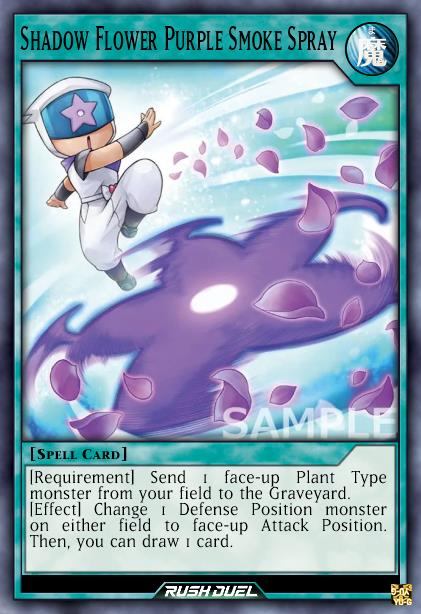 Shadow Flower Purple Smoke Spray
ま
魔
SAMPLE
[Spell Card]
[Requirement] Send 1 face-up Plant Type
monster from your field to the Graveyard.
[Effect] Change 1 Defense Position monster
on either field to face-up Attack Position.
Then, you can draw 1 card.
RUSH DUEL